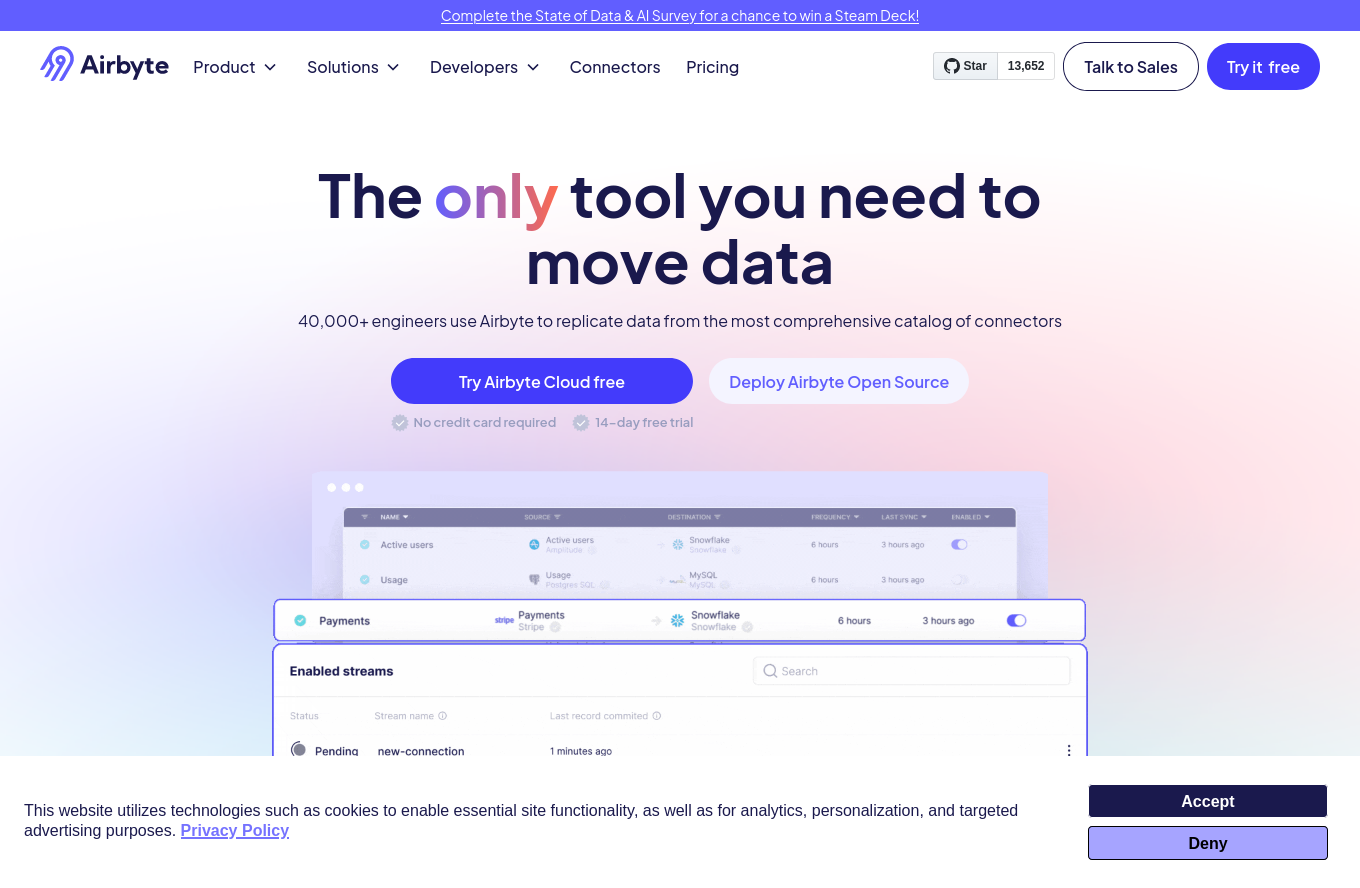 Complete the State of Data & AI Survey for a chance to win a Steam Deck!
Airbyte Product Solutions Developers Connectors Pricing Star 13,652 Talk to Sales Try it free
The only tool you need to
move data
40,000+ engineers use Airbyte to replicate data from the most comprehensive catalog of connectors
Try Airbyte Cloud free Deploy Airbyte Open Source
No credit card required 14-day free trial
NAME SOURCE DESTINATION FREQUENCY LAST SYNC ENABLED
Active users Active users Snowflake 6 hours 3 hours ago
Amplitude Snowflake
Usage Usage MySQL 6 hours 3 hours ago
Postgres SQL MySQL
Payments stripe Payments Snowflake 6 hours 3 hours ago
Stripe Snowflake
Enabled streams Search
Status Stream name Last record commited
Pending new-connection 1 minutes ago
This website utilizes technologies such as cookies to enable essential site functionality, as well as for analytics, personalization, and targeted
advertising purposes. Privacy Policy
Accept
Deny